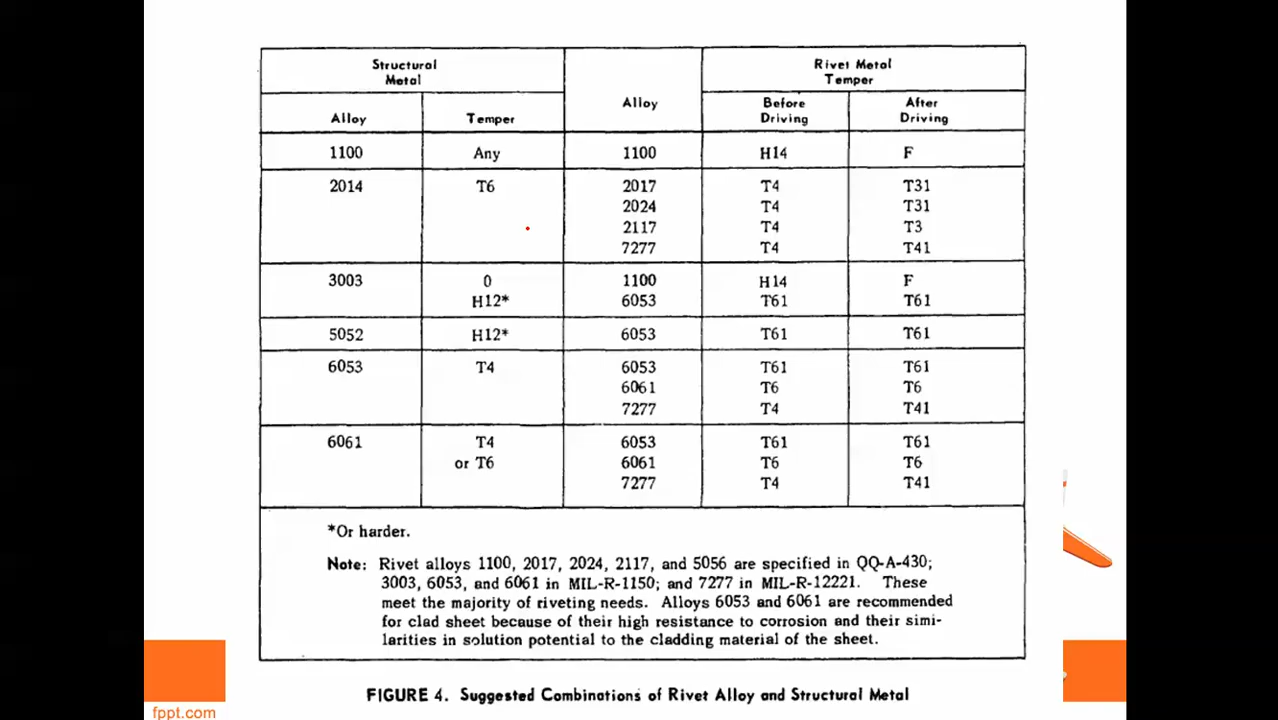 Structural Metal Rivet Metal Temper
Alloy Temper Alloy Before Driving After Driving
1100 Any 1100 H14 F
2014 T6 2017 T4 T31
2024 T4 T31
2117 T4 T3
7277 T4 T41
3003 0 1100 H14 F
H12* 6053 T61 T61
5052 H12* 6053 T61 T61
6053 T4 6053 T61 T61
6061 T6 T6
7277 T4 T41
6061 T4 6053 T61 T61
or T6 6061 T6 T6
7277 T4 T41
*Or harder.
Note: Rivet alloys 1100, 2017, 2024, 2117, and 5056 are specified in QQ-A-430;
3003, 6053, and 6061 in MIL-R-1150; and 7277 in MIL-R-12221. These
meet the majority of riveting needs. Alloys 6053 and 6061 are recommended
for clad sheet because of their high resistance to corrosion and their simi-
larities in solution potential to the cladding material of the sheet.
FIGURE 4. Suggested Combinations of Rivet Alloy and Structural Metal
fppt.com